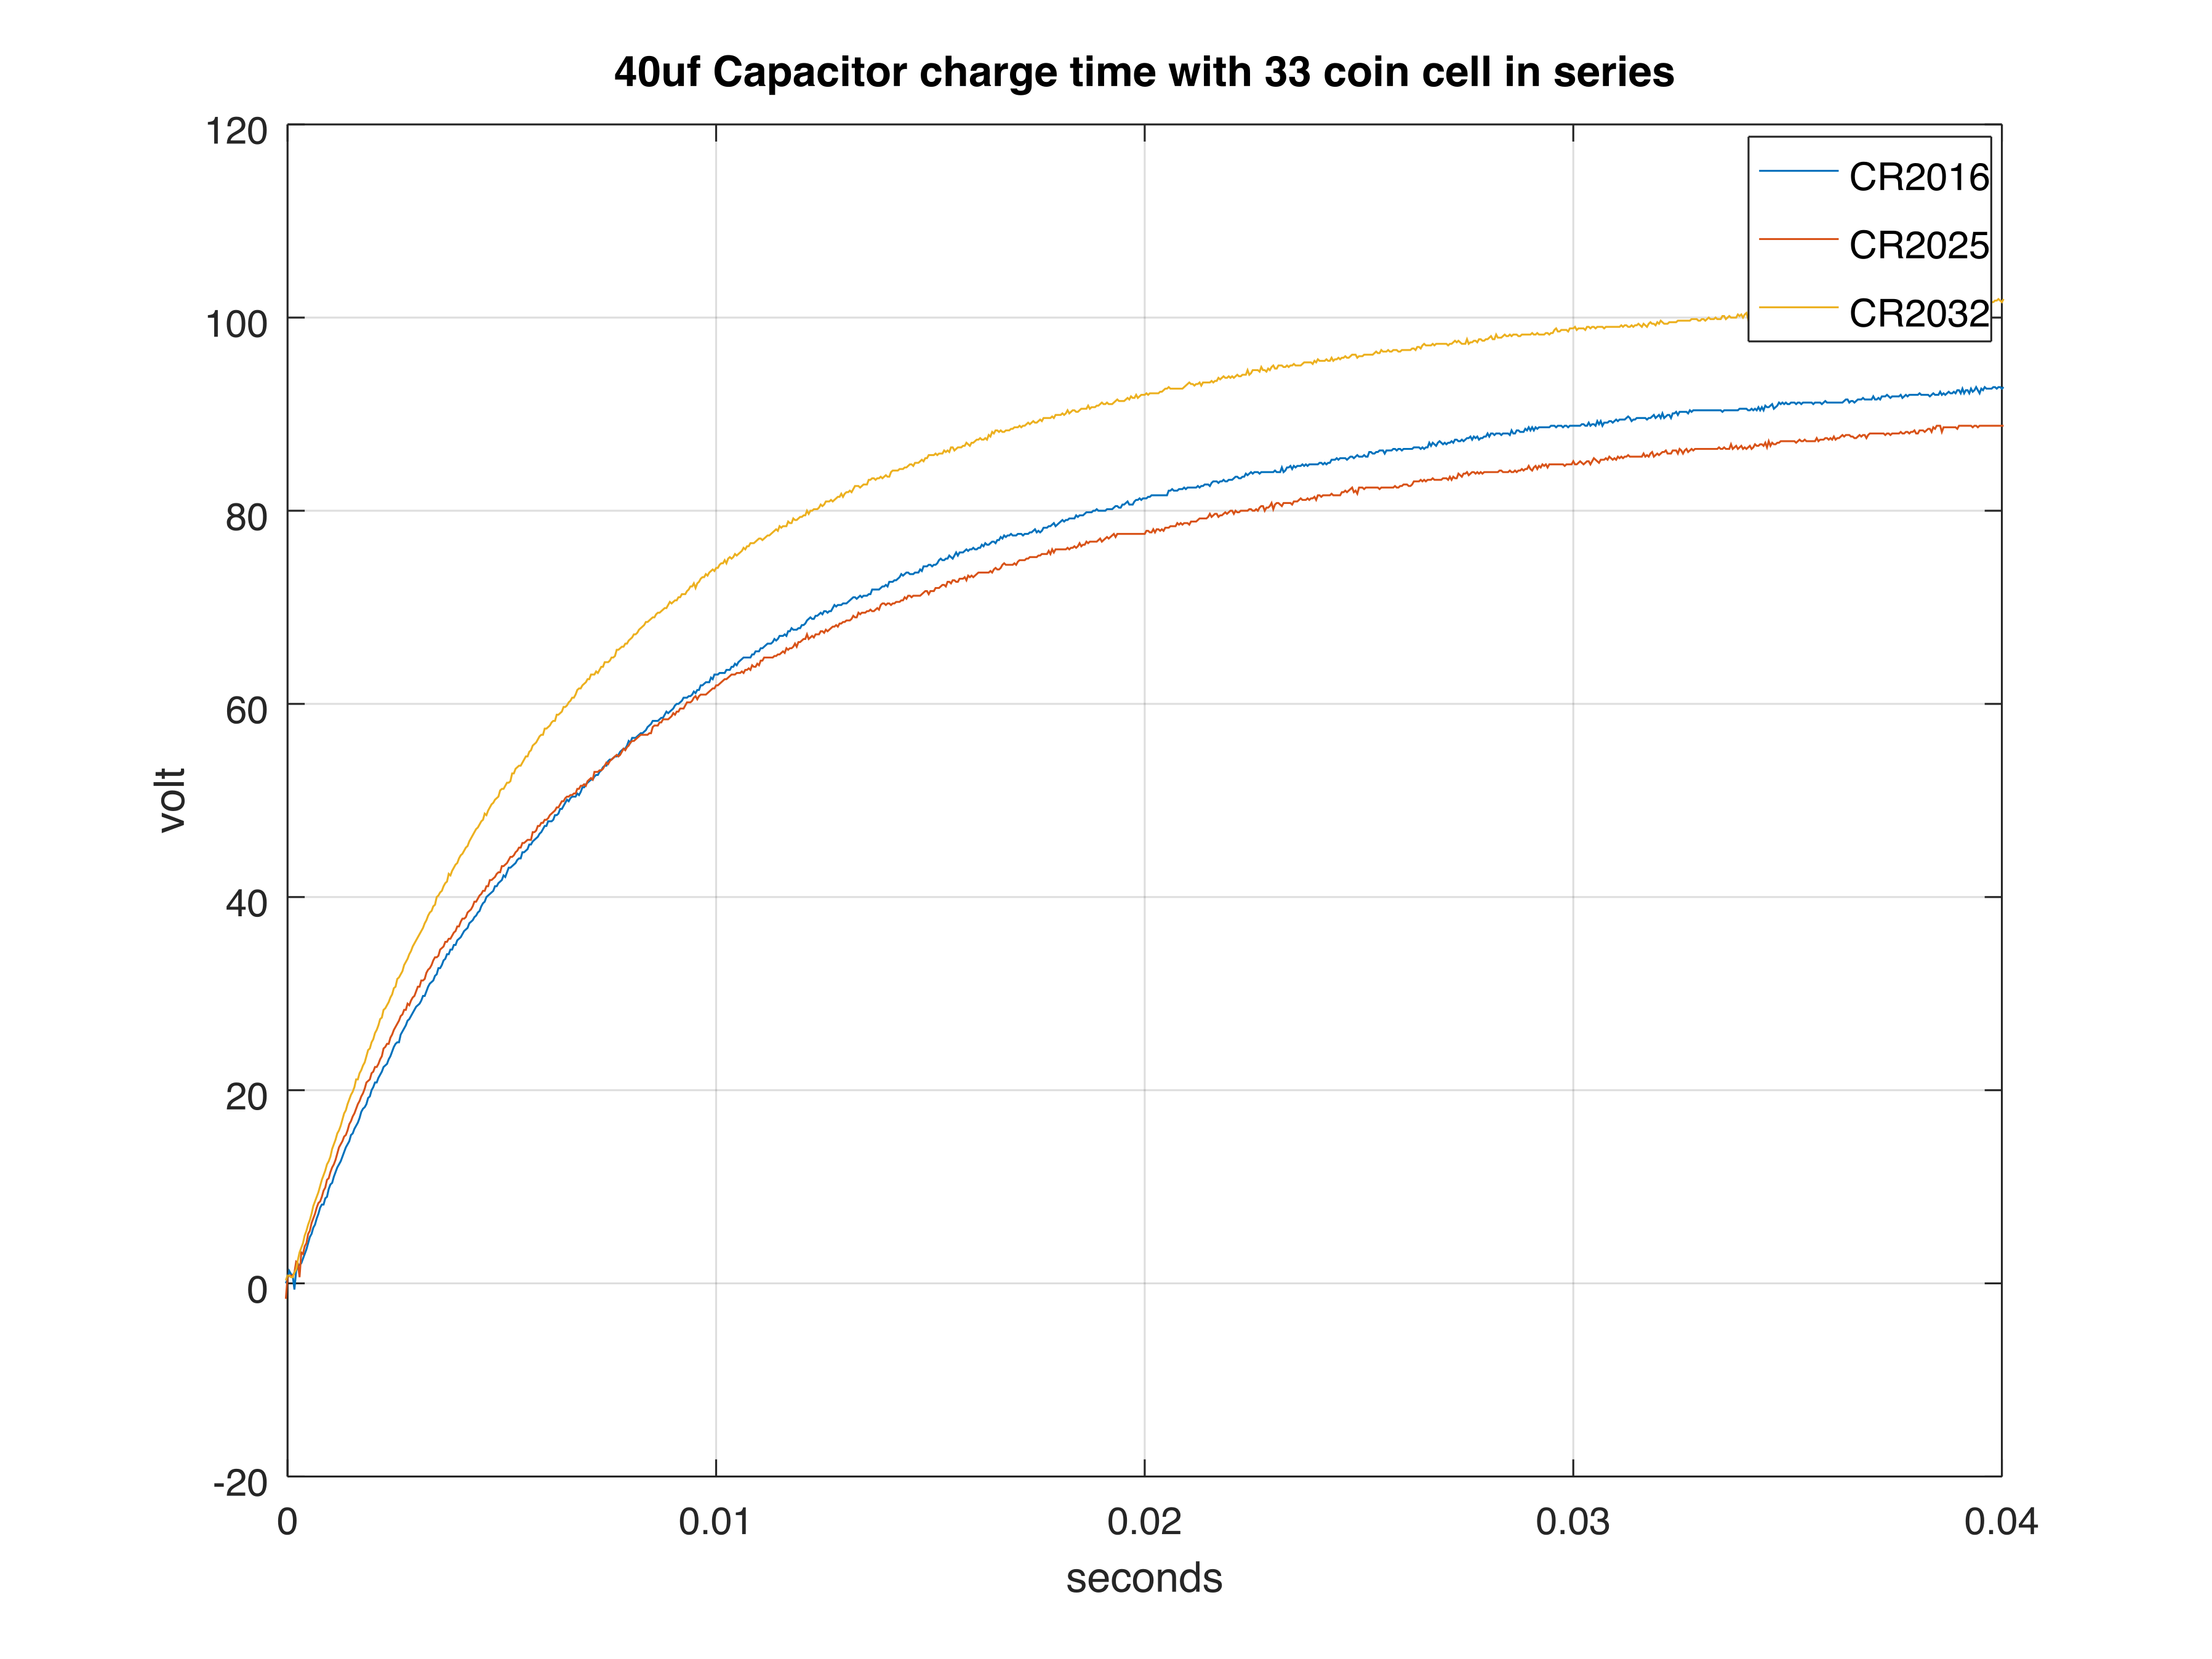 40uf Capacitor charge time with 33 coin cell in series
120
100
80
60
40
20
0
-20
volt
0 0.01 0.02 0.03 0.04
seconds
CR2016
CR2025
CR2032